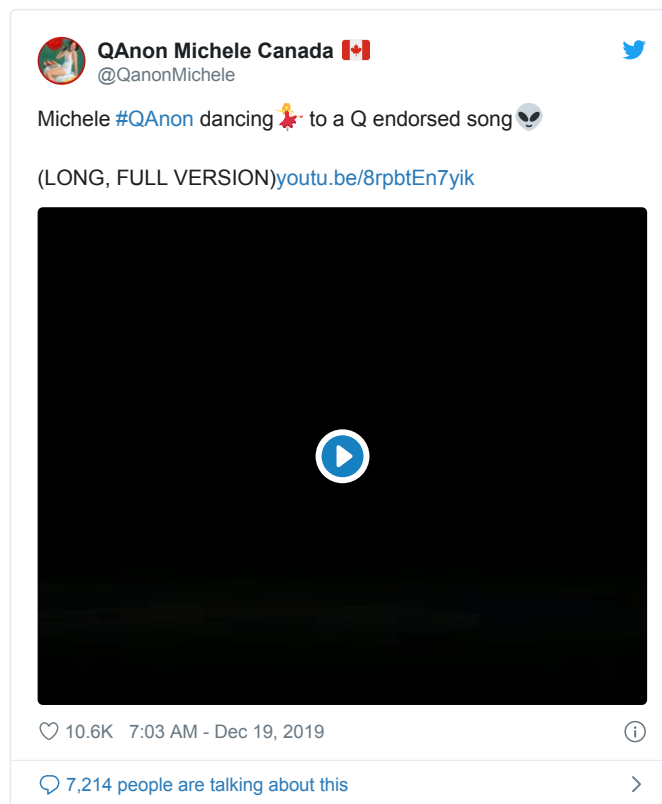 QAnon Michele Canada 🇨🇦
@QanonMichele
Michele #QAnon dancing💃 to a Q endorsed song👽
(LONG, FULL VERSION)youtu.be/8rpbtEn7yik
10.6K 7:03 AM - Dec 19, 2019
7,214 people are talking about this